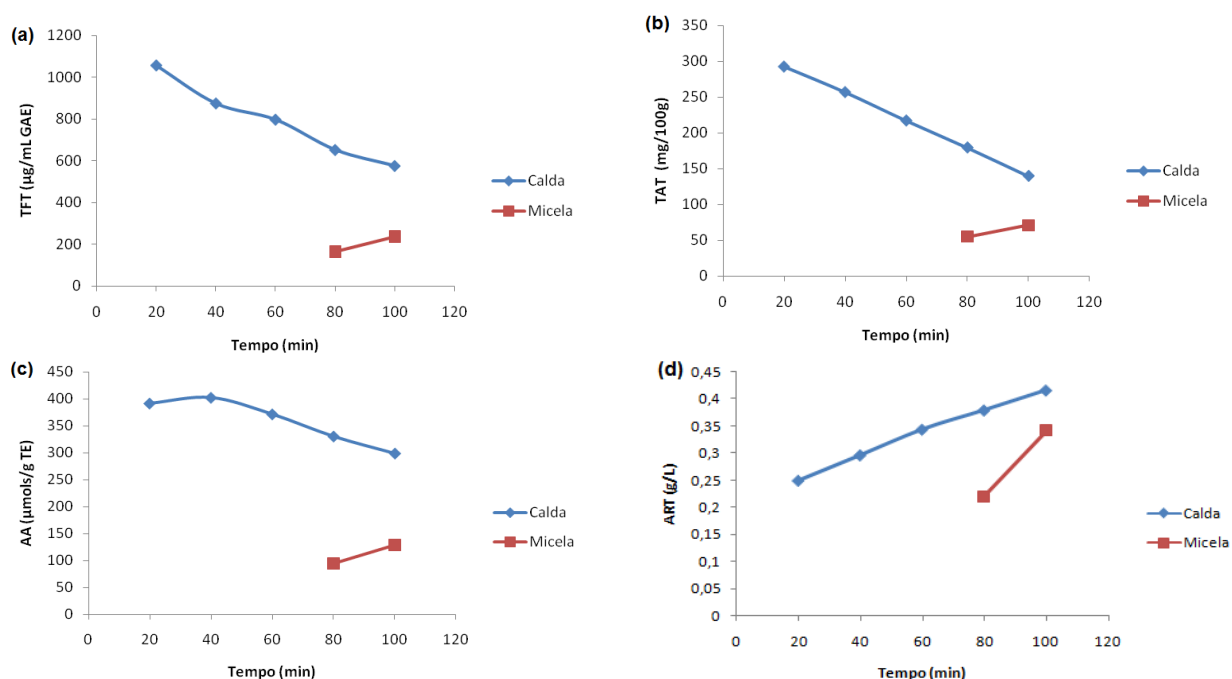 (a)
TFT (µg/mL GAE)
1200
1000
800
600
400
200
0
0 20 40 60 80 100 120
Tempo (min)
Calda
Micela
(b)
TAT (mg/100g)
350
300
250
200
150
100
50
0
0 20 40 60 80 100 120
Tempo (min)
Calda
Micela
(c)
AA (µmols/g TE)
450
400
350
300
250
200
150
100
50
0
0 20 40 60 80 100 120
Tempo (min)
Calda
Micela
(d)
ART (g/L)
0,45
0,4
0,35
0,3
0,25
0,2
0,15
0,1
0,05
0
0 20 40 60 80 100 120
Tempo (min)
Calda
Micela